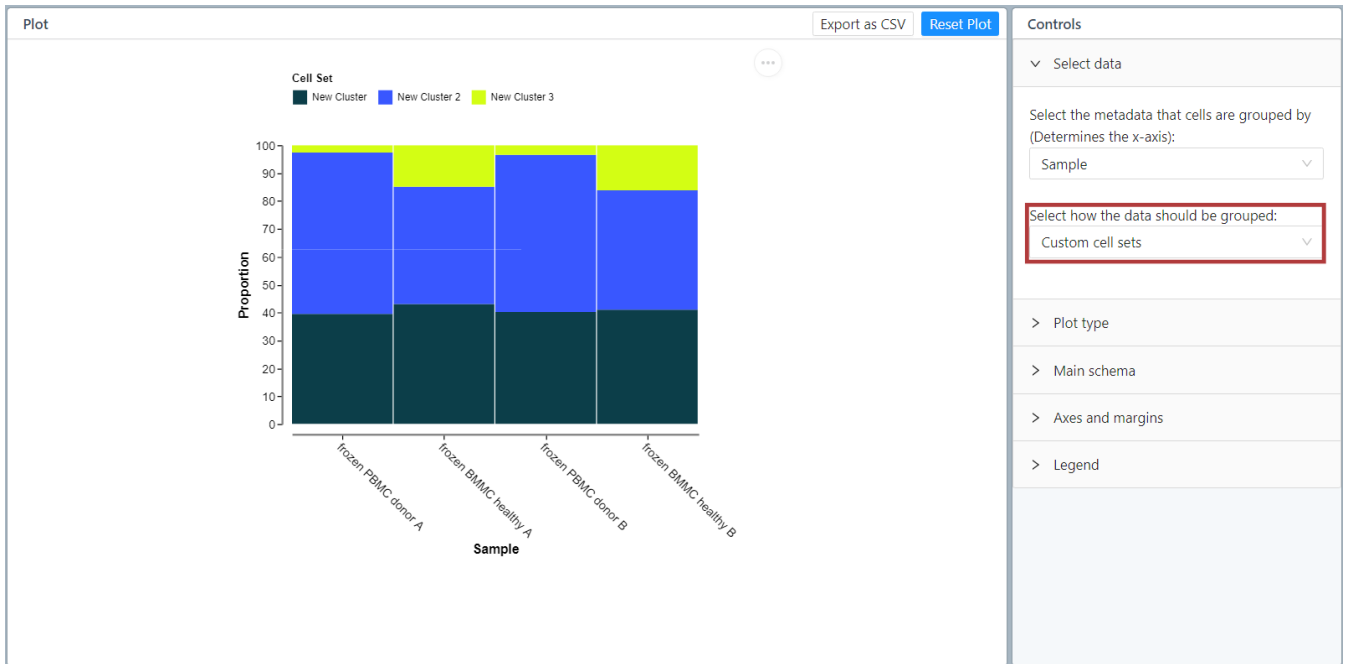 Plot
Export as CSV
Reset Plot
Controls
Select data
Select the metadata that cells are grouped by
(Determines the x-axis):
Sample
Select how the data should be grouped:
Custom cell sets
Plot type
Main schema
Axes and margins
Legend
Cell Set
New Cluster
New Cluster 2
New Cluster 3
Proportion
100
90
80
70
60
50
40
30
20
10
0
frozen PBMC donor A
frozen BMMC healthy A
frozen PBMC donor B
frozen BMMC healthy B
Sample